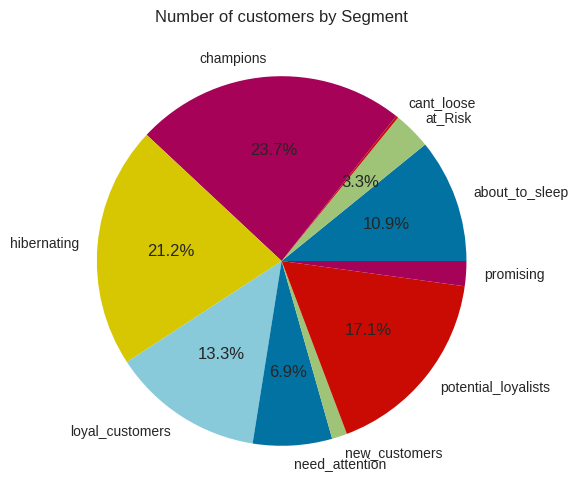 Number of customers by Segment
champions
cant_loose
at_Risk
23.7%
3.3%
about_to_sleep
10.9%
hibernating
21.2%
promising
17.1%
13.3%
6.9%
potential_loyalists
loyal_customers
new_customers
need_attention